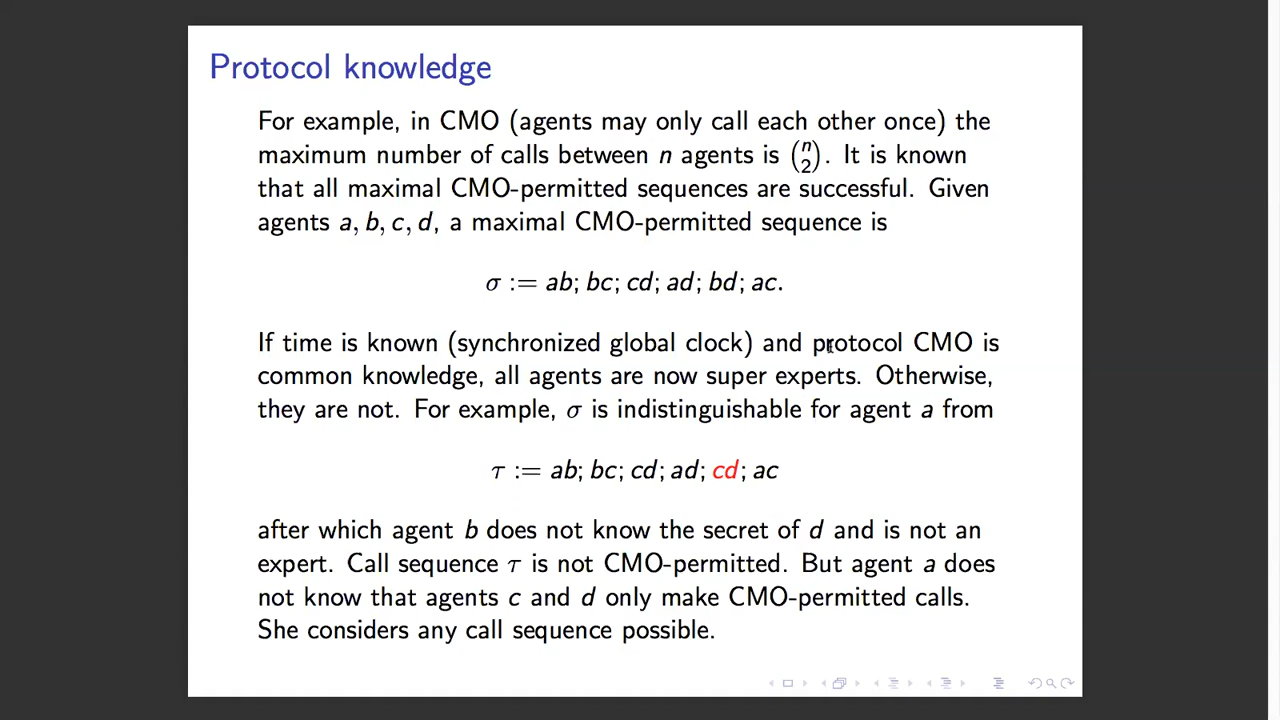 Protocol knowledge
For example, in CMO (agents may only call each other once) the
maximum number of calls between n agents is (n 2). It is known
that all maximal CMO-permitted sequences are successful. Given
agents a, b, c, d, a maximal CMO-permitted sequence is
σ := ab; bc; cd; ad; bd; ac.
If time is known (synchronized global clock) and protocol CMO is
common knowledge, all agents are now super experts. Otherwise,
they are not. For example, σ is indistinguishable for agent a from
τ := ab; bc; cd; ad; cd; ac
after which agent b does not know the secret of d and is not an
expert. Call sequence τ is not CMO-permitted. But agent a does
not know that agents c and d only make CMO-permitted calls.
She considers any call sequence possible.